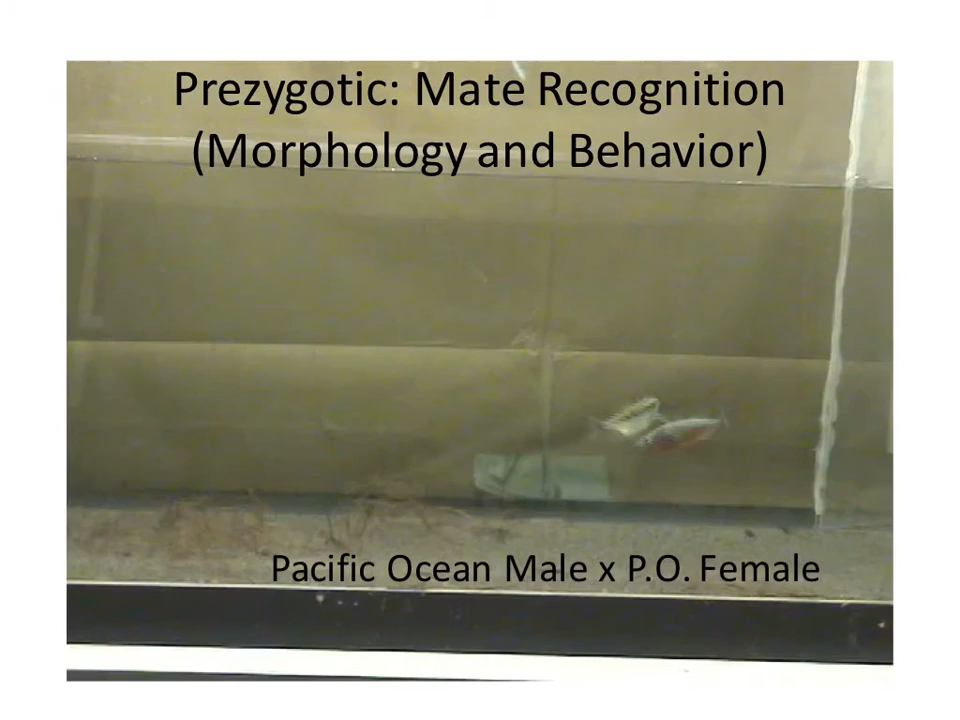 Prezygotic: Mate Recognition
(Morphology and Behavior)
Pacific Ocean Male x P.O. Female